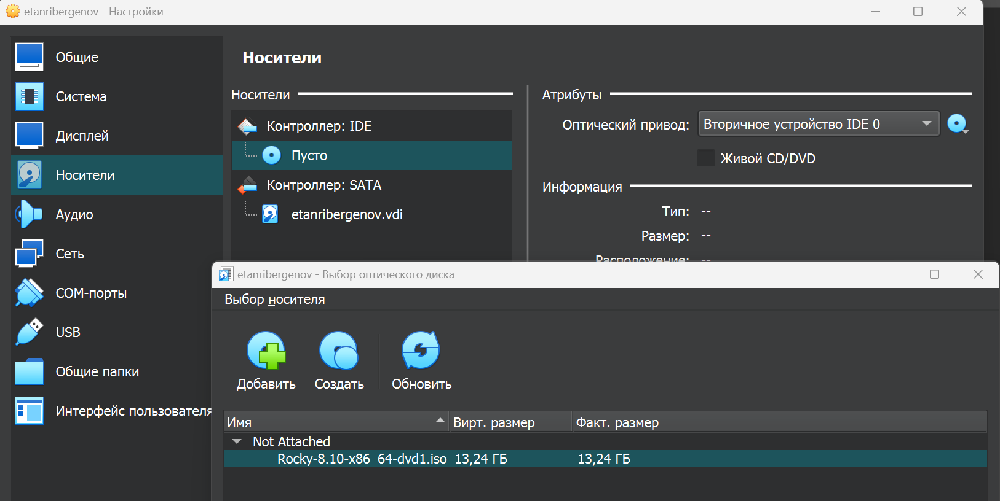 etanribergenov - Настройки
Общие
Система
Дисплей
Носители
Аудио
Сеть
COM-порты
USB
Общие папки
Интерфейс пользователя
Носители
Носители
Контроллер: IDE
Пусто
Контроллер: SATA
etanribergenov.vdi
Атрибуты
Оптический привод: Вторичное устройство IDE 0
Живой CD/DVD
Информация
Тип: --
Размер: --
Расположение: --
etanribergenov - Выбор оптического диска
Выбор носителя
Добавить Создать Обновить
Имя Вирт. размер Факт. размер
Not Attached
Rocky-8.10-x86_64-dvd1.iso 13,24 ГБ 13,24 ГБ